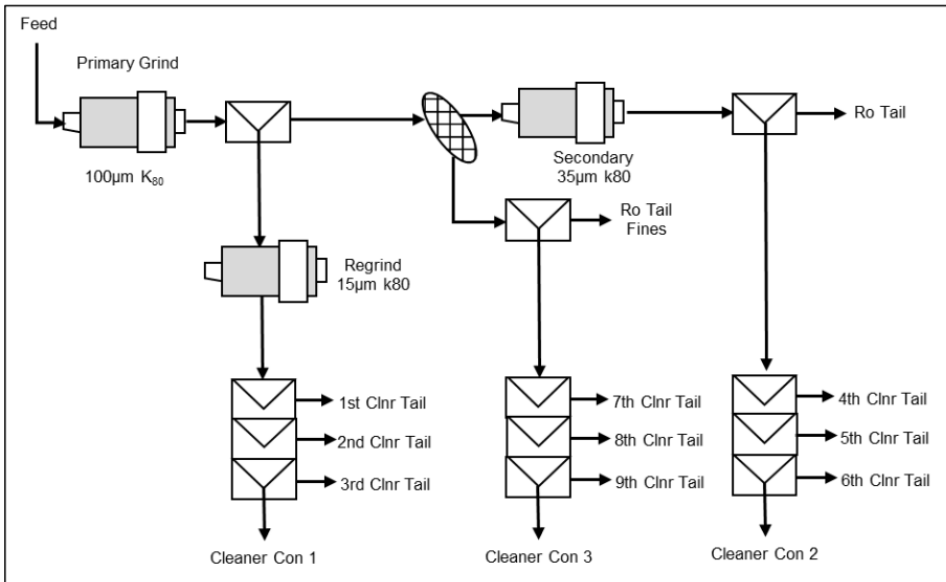 Feed
Primary Grind
100µm K80
Ro Tail
Secondary
35µm k80
Ro Tail
Fines
Regrind
15µm k80
1st Clnr Tail
2nd Clnr Tail
3rd Clnr Tail
Cleaner Con 1
7th Clnr Tail
8th Clnr Tail
9th Clnr Tail
Cleaner Con 3
4th Clnr Tail
5th Clnr Tail
6th Clnr Tail
Cleaner Con 2